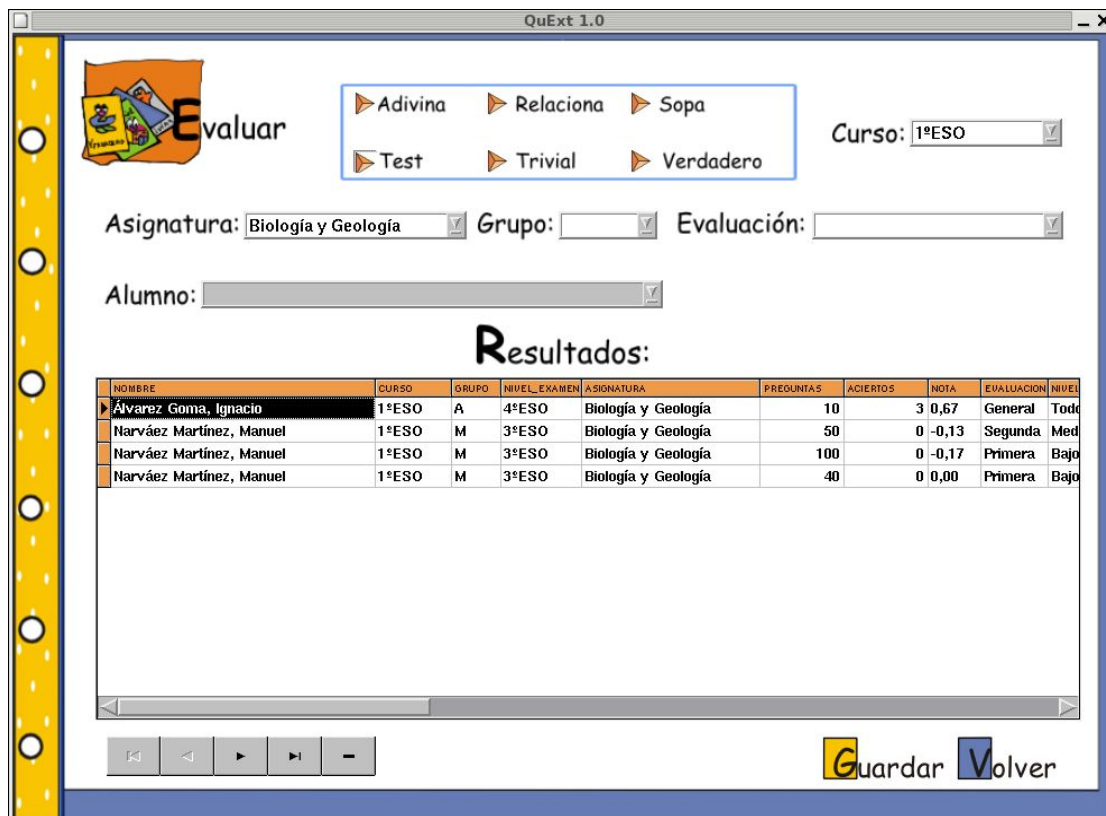 QuExt 1.0
Evaluar
Adivina Relaciona Sopa
Test Trivial Verdadero
Curso: 1ºESO
Asignatura: Biología y Geología Grupo: Evaluación:
Alumno:
Resultados:
NOMBRE CURSO GRUPO NIVEL_EXAMEN ASIGNATURA PREGUNTAS ACIERTOS NOTA EVALUACION NIVEL
Álvarez Goma, Ignacio 1ºESO A 4ºESO Biología y Geología 10 3 0,67 General Todo
Narváez Martínez, Manuel 1ºESO M 3ºESO Biología y Geología 50 0 -0,13 Segunda Med
Narváez Martínez, Manuel 1ºESO M 3ºESO Biología y Geología 100 0 -0,17 Primera Bajo
Narváez Martínez, Manuel 1ºESO M 3ºESO Biología y Geología 40 0 0,00 Primera Bajo
Guardar Volver